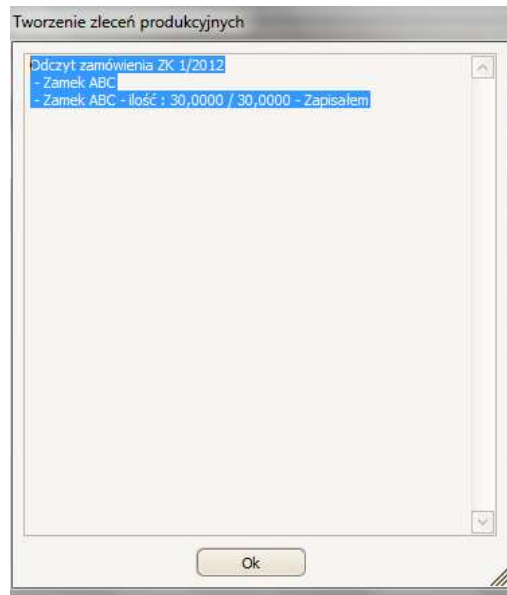 Tworzenie zleceń produkcyjnych
Odczyt zamówienia ZK 1/2012
- Zamek ABC
- Zamek ABC - ilość : 30,0000 / 30,0000 - Zapisałem
Ok